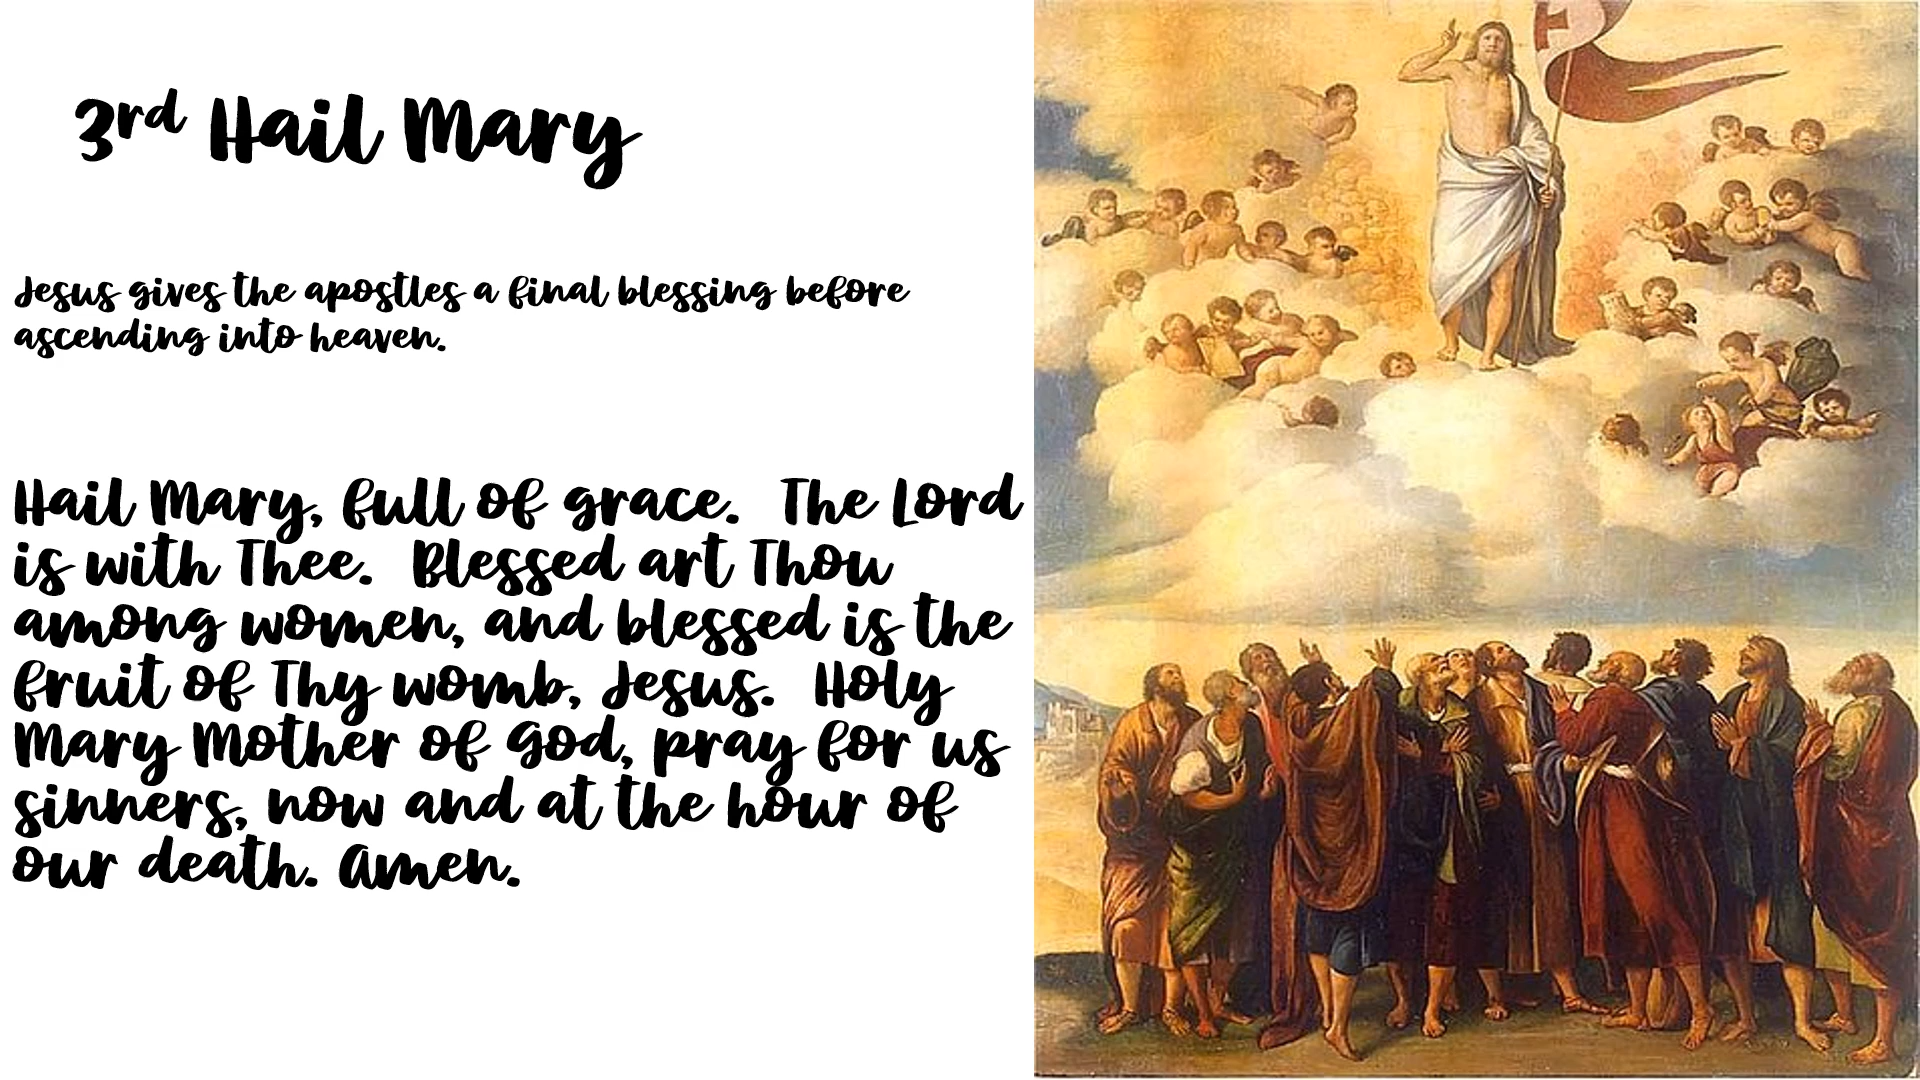 3rd Hail Mary
Jesus gives the apostles a final blessing before
ascending into heaven.
Hail Mary, full of grace.  The Lord
is with Thee.  Blessed art Thou
among women, and blessed is the
fruit of Thy womb, Jesus.  Holy
Mary Mother of God, pray for us
sinners, now and at the hour of
our death. Amen.